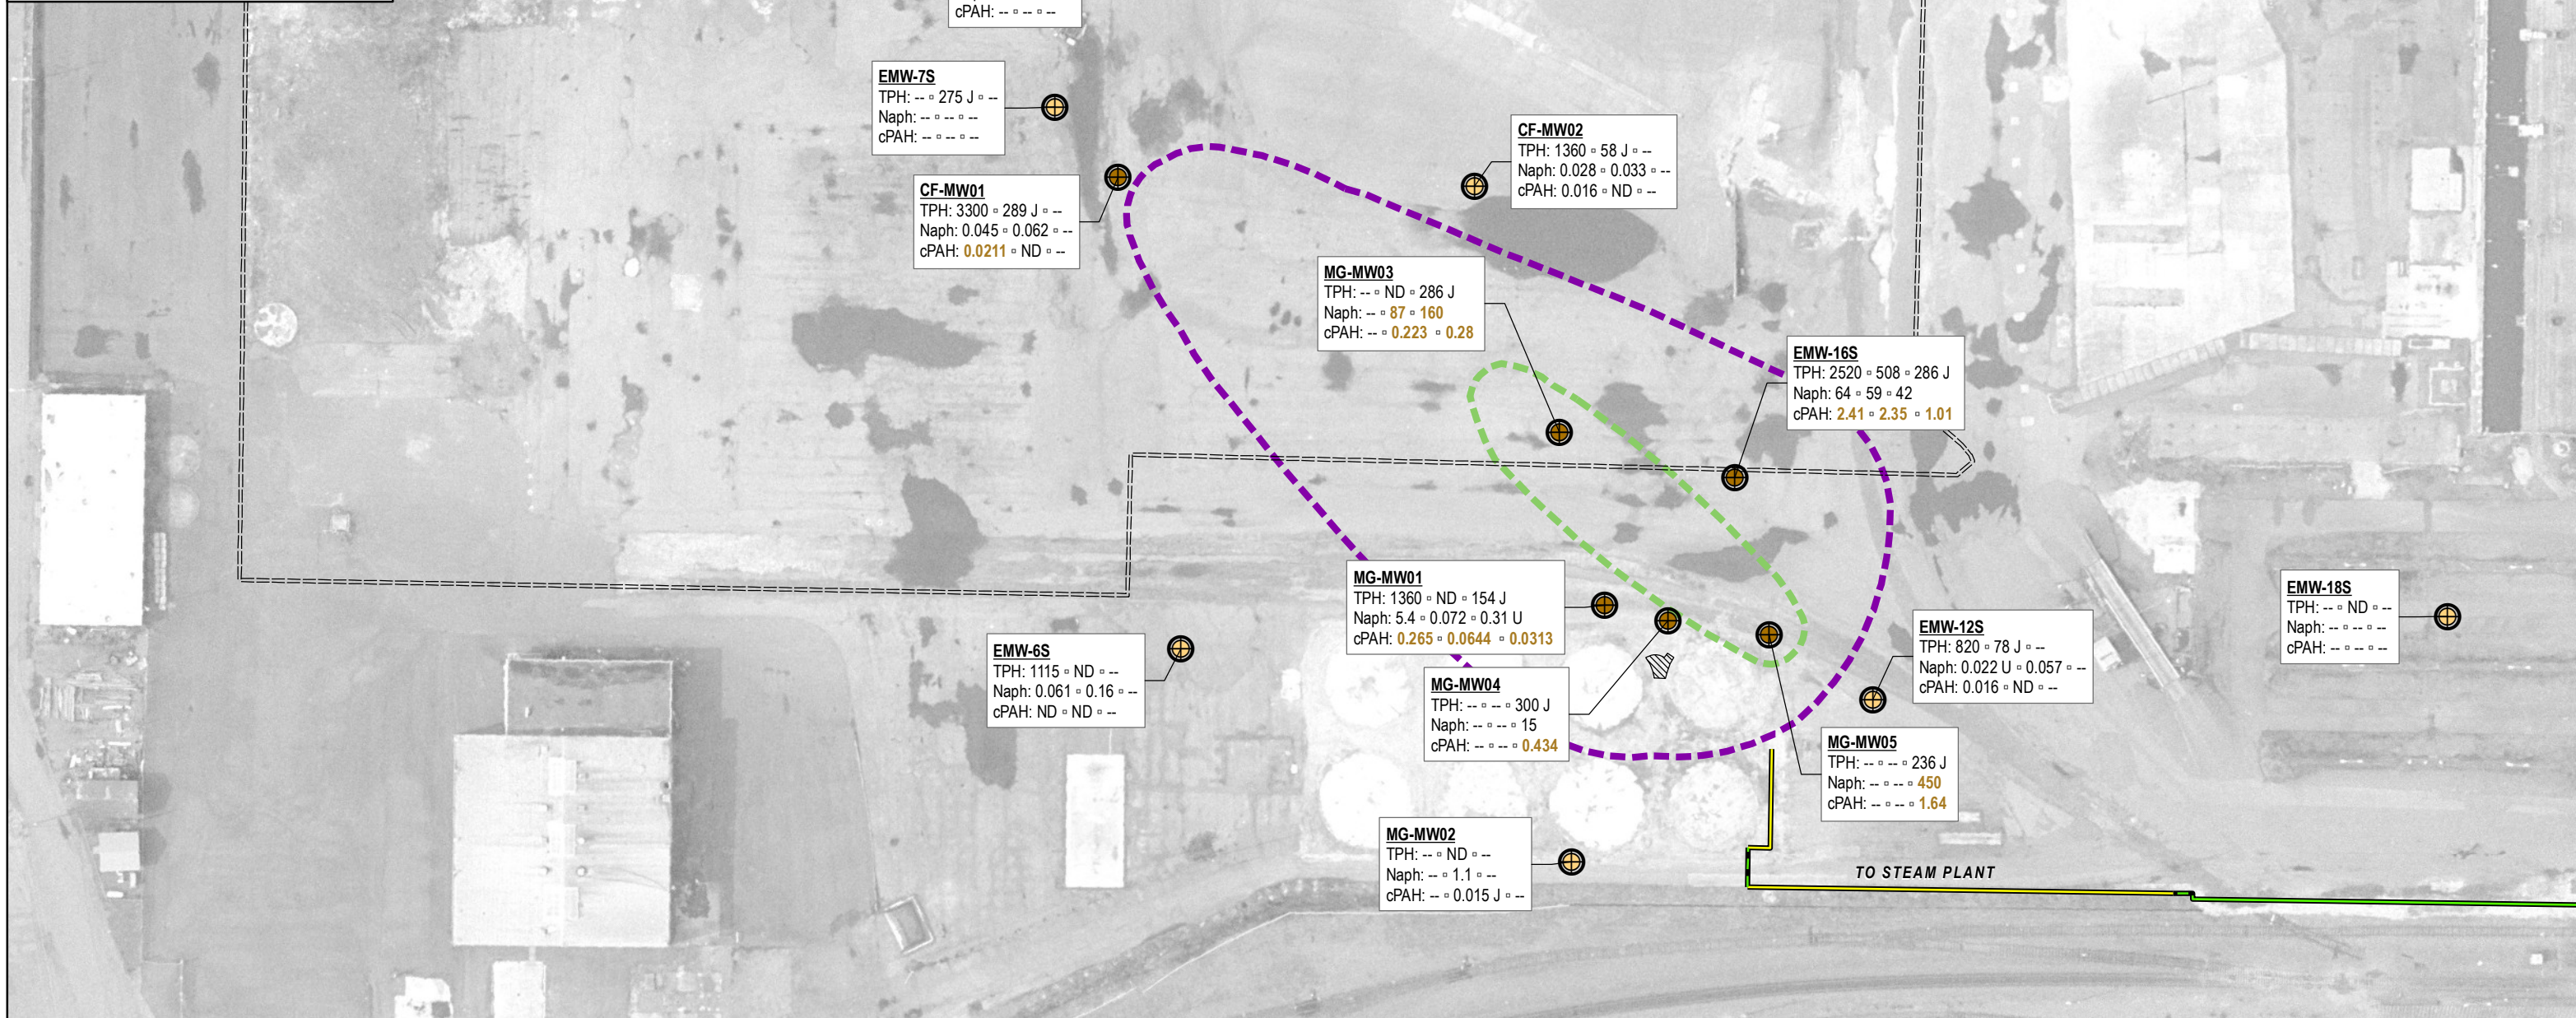 cPAH: -- ▫ -- ▫ --
EMW-7S
TPH: -- ▫ 275 J ▫ --
Naph: -- ▫ -- ▫ --
cPAH: -- ▫ -- ▫ --
CF-MW02
TPH: 1360 ▫ 58 J ▫ --
Naph: 0.028 ▫ 0.033 ▫ --
cPAH: 0.016 ▫ ND ▫ --
CF-MW01
TPH: 3300 ▫ 289 J ▫ --
Naph: 0.045 ▫ 0.062 ▫ --
cPAH: 0.0211 ▫ ND ▫ --
MG-MW03
TPH: -- ▫ ND ▫ 286 J
Naph: -- ▫ 87 ▫ 160
cPAH: -- ▫ 0.223 ▫ 0.28
EMW-16S
TPH: 2520 ▫ 508 ▫ 286 J
Naph: 64 ▫ 59 ▫ 42
cPAH: 2.41 ▫ 2.35 ▫ 1.01
MG-MW01
TPH: 1360 ▫ ND ▫ 154 J
Naph: 5.4 ▫ 0.072 ▫ 0.31 U
cPAH: 0.265 ▫ 0.0644 ▫ 0.0313
EMW-18S
TPH: -- ▫ ND ▫ --
Naph: -- ▫ -- ▫ --
cPAH: -- ▫ -- ▫ --
EMW-6S
TPH: 1115 ▫ ND ▫ --
Naph: 0.061 ▫ 0.16 ▫ --
cPAH: ND ▫ ND ▫ --
EMW-12S
TPH: 820 ▫ 78 J ▫ --
Naph: 0.022 U ▫ 0.057 ▫ --
cPAH: 0.016 ▫ ND ▫ --
MG-MW04
TPH: -- ▫ -- ▫ 300 J
Naph: -- ▫ -- ▫ 15
cPAH: -- ▫ -- ▫ 0.434
MG-MW05
TPH: -- ▫ -- ▫ 236 J
Naph: -- ▫ -- ▫ 450
cPAH: -- ▫ -- ▫ 1.64
MG-MW02
TPH: -- ▫ ND ▫ --
Naph: -- ▫ 1.1 ▫ --
cPAH: -- ▫ 0.015 J ▫ --
TO STEAM PLANT